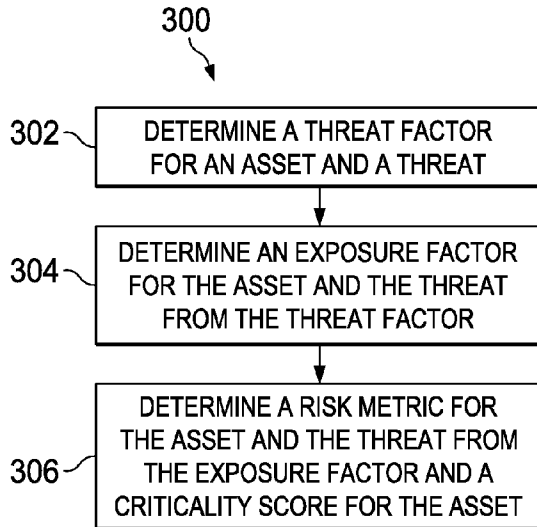 300
302
DETERMINE A THREAT FACTOR
FOR AN ASSET AND A THREAT
304
DETERMINE AN EXPOSURE FACTOR
FOR THE ASSET AND THE THREAT
FROM THE THREAT FACTOR
306
DETERMINE A RISK METRIC FOR
THE ASSET AND THE THREAT FROM
THE EXPOSURE FACTOR AND A
CRITICALITY SCORE FOR THE ASSET